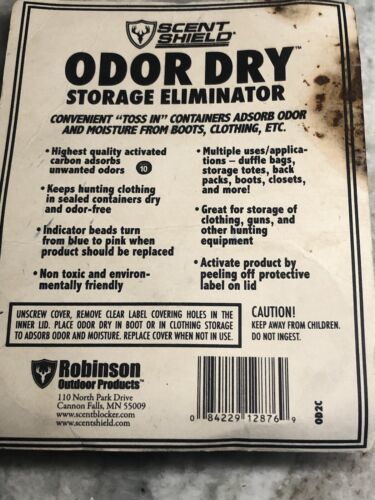 SCENT
SHIELD®
ODOR DRY™
STORAGE ELIMINATOR
CONVENIENT "TOSS IN" CONTAINERS ADSORB ODOR
AND MOISTURE FROM BOOTS, CLOTHING, ETC.
• Highest quality activated
carbon adsorbs
unwanted odors 10
• Keeps hunting clothing
in sealed containers dry
and odor-free
• Indicator beads turn
from blue to pink when
product should be replaced
• Non toxic and environ-
mentally friendly
• Multiple uses/applica-
tions – duffle bags,
storage totes, back
packs, boots, closets,
and more!
• Great for storage of
clothing, guns, and
other hunting
equipment
• Activate product by
peeling off protective
label on lid
UNSCREW COVER, REMOVE CLEAR LABEL COVERING HOLES IN THE
INNER LID. PLACE ODOR DRY IN BOOT OR IN CLOTHING STORAGE
TO ADSORB ODOR AND MOISTURE. REPLACE COVER WHEN NOT IN USE.
CAUTION!
KEEP AWAY FROM CHILDREN.
DO NOT INGEST.
Robinson
Outdoor Products™
110 North Park Drive
Cannon Falls, MN 55009
www.scentblocker.com
www.scentshield.com
0 84229 12876 9
OD2C